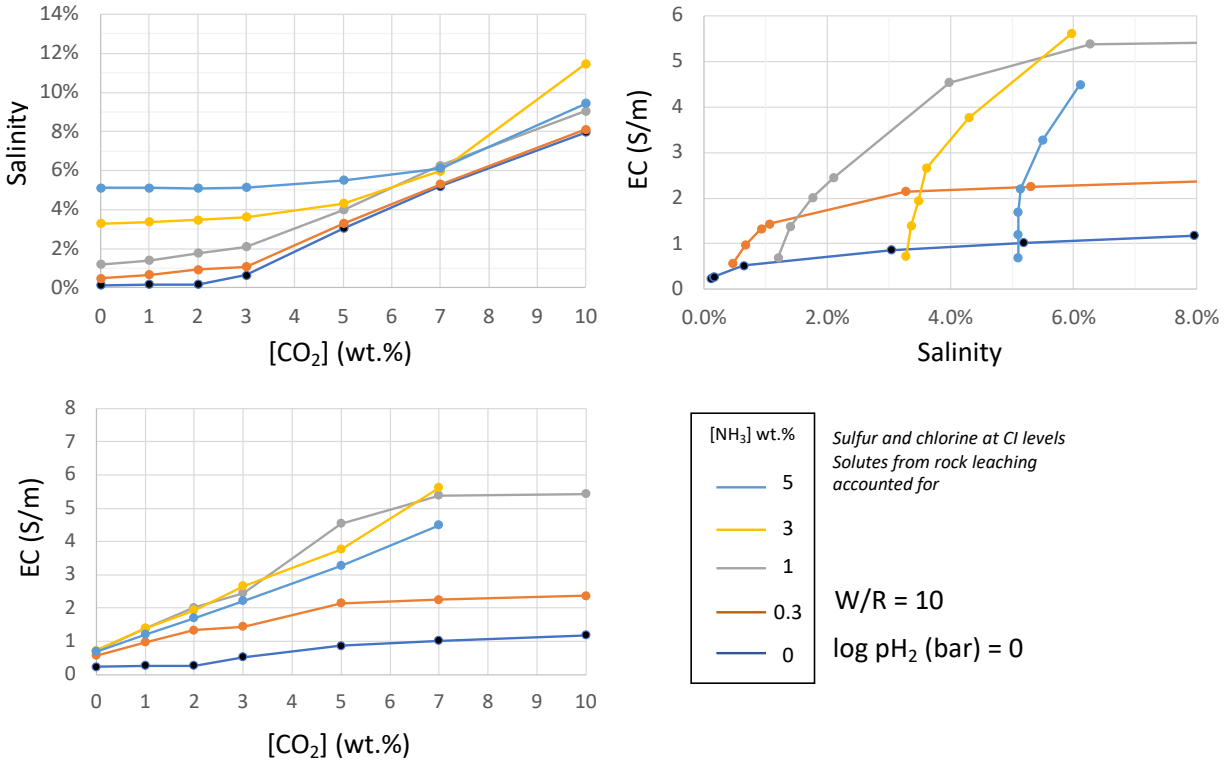 14%
12%
10%
8%
6%
4%
2%
0%
Salinity
0 1 2 3 4 5 6 7 8 9 10
[CO₂] (wt.%)
6
5
4
3
2
1
0
EC (S/m)
0.0% 2.0% 4.0% 6.0% 8.0%
Salinity
8
7
6
5
4
3
2
1
0
EC (S/m)
0 1 2 3 4 5 6 7 8 9 10
[CO₂] (wt.%)
[NH₃] wt.%
5
3
1
0.3
0
Sulfur and chlorine at CI levels
Solutes from rock leaching
accounted for
W/R = 10
log pH₂ (bar) = 0